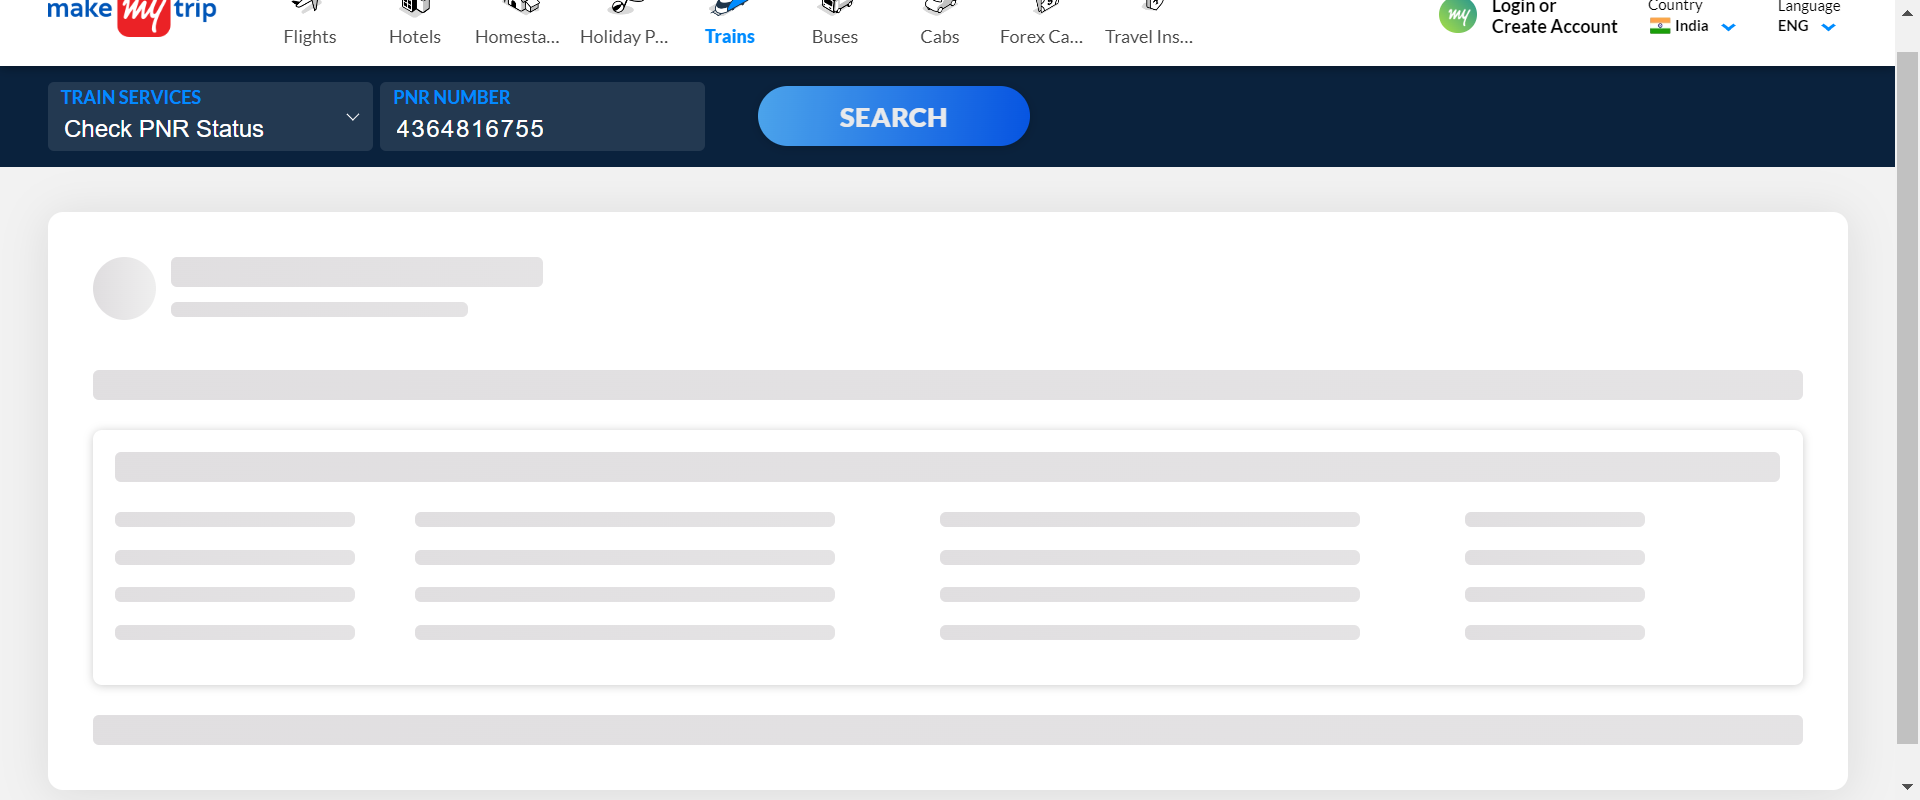 make my trip
Flights
Hotels
Homesta...
Holiday P...
Trains
Buses
Cabs
Forex Ca...
Travel Ins...
my
Login or
Create Account
Country
India
Language
ENG
TRAIN SERVICES
Check PNR Status
PNR NUMBER
4364816755
SEARCH